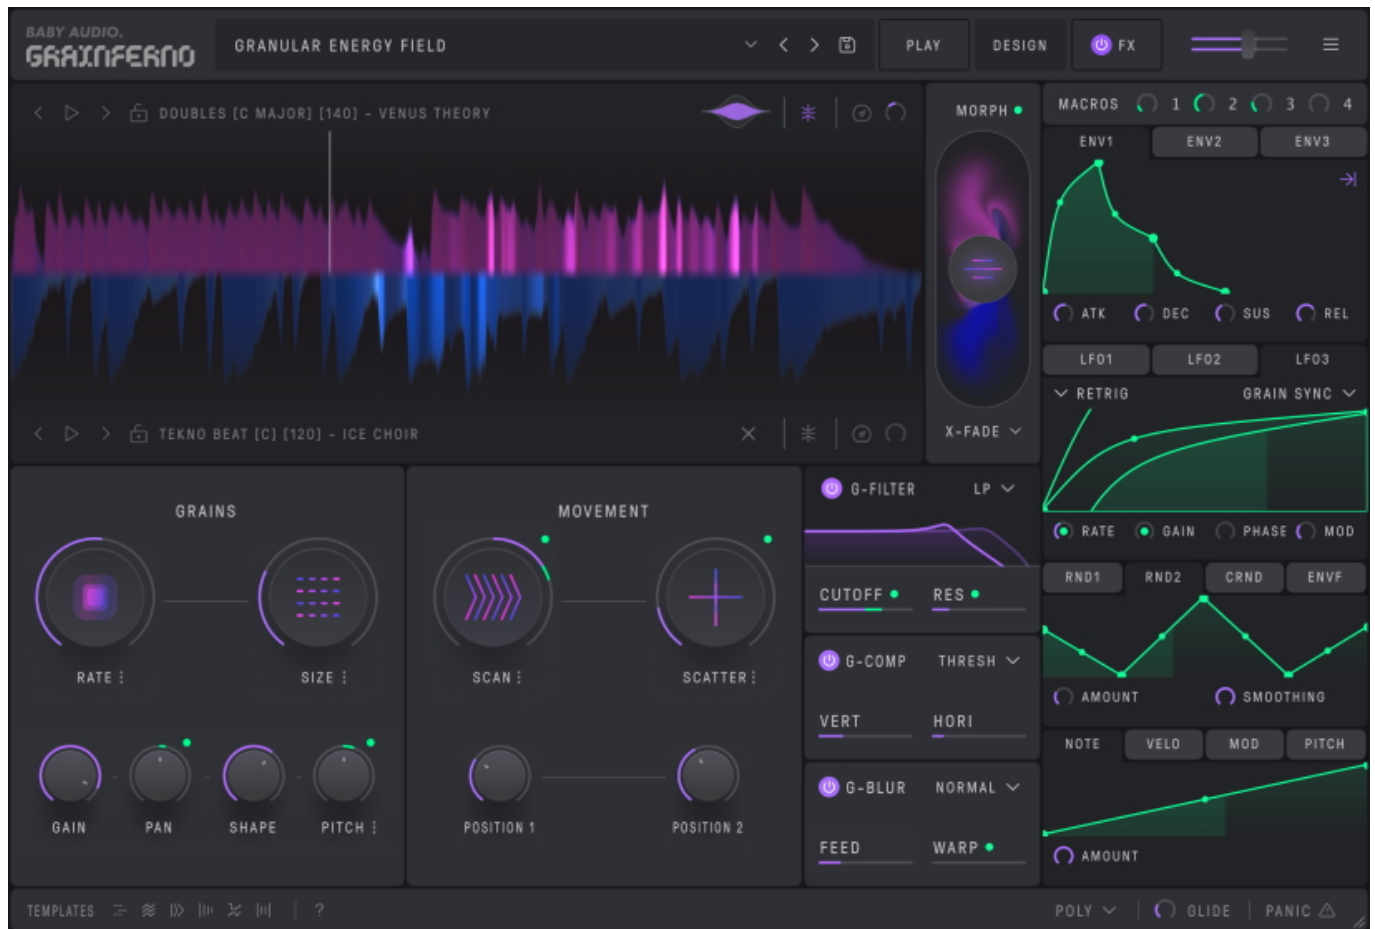 BABY AUDIO.
GRAINFERNO
GRANULAR ENERGY FIELD
PLAY
DESIGN
FX
DOUBLES [C MAJOR] [140] - VENUS THEORY
MORPH
MACROS 1 2 3 4
ENV1 ENV2 ENV3
ATK DEC SUS REL
TEKNO BEAT [C] [120] - ICE CHOIR
X-FADE
LFO1 LFO2 LFO3
RETRIG GRAIN SYNC
RATE GAIN PHASE MOD
GRAINS
RATE SIZE
GAIN PAN SHAPE PITCH
MOVEMENT
SCAN SCATTER
POSITION 1 POSITION 2
G-FILTER LP
CUTOFF RES
G-COMP THRESH
VERT HORI
G-BLUR NORMAL
FEED WARP
RND1 RND2 CRND ENVF
AMOUNT SMOOTHING
NOTE VELO MOD PITCH
AMOUNT
TEMPLATES ?
POLY GLIDE PANIC